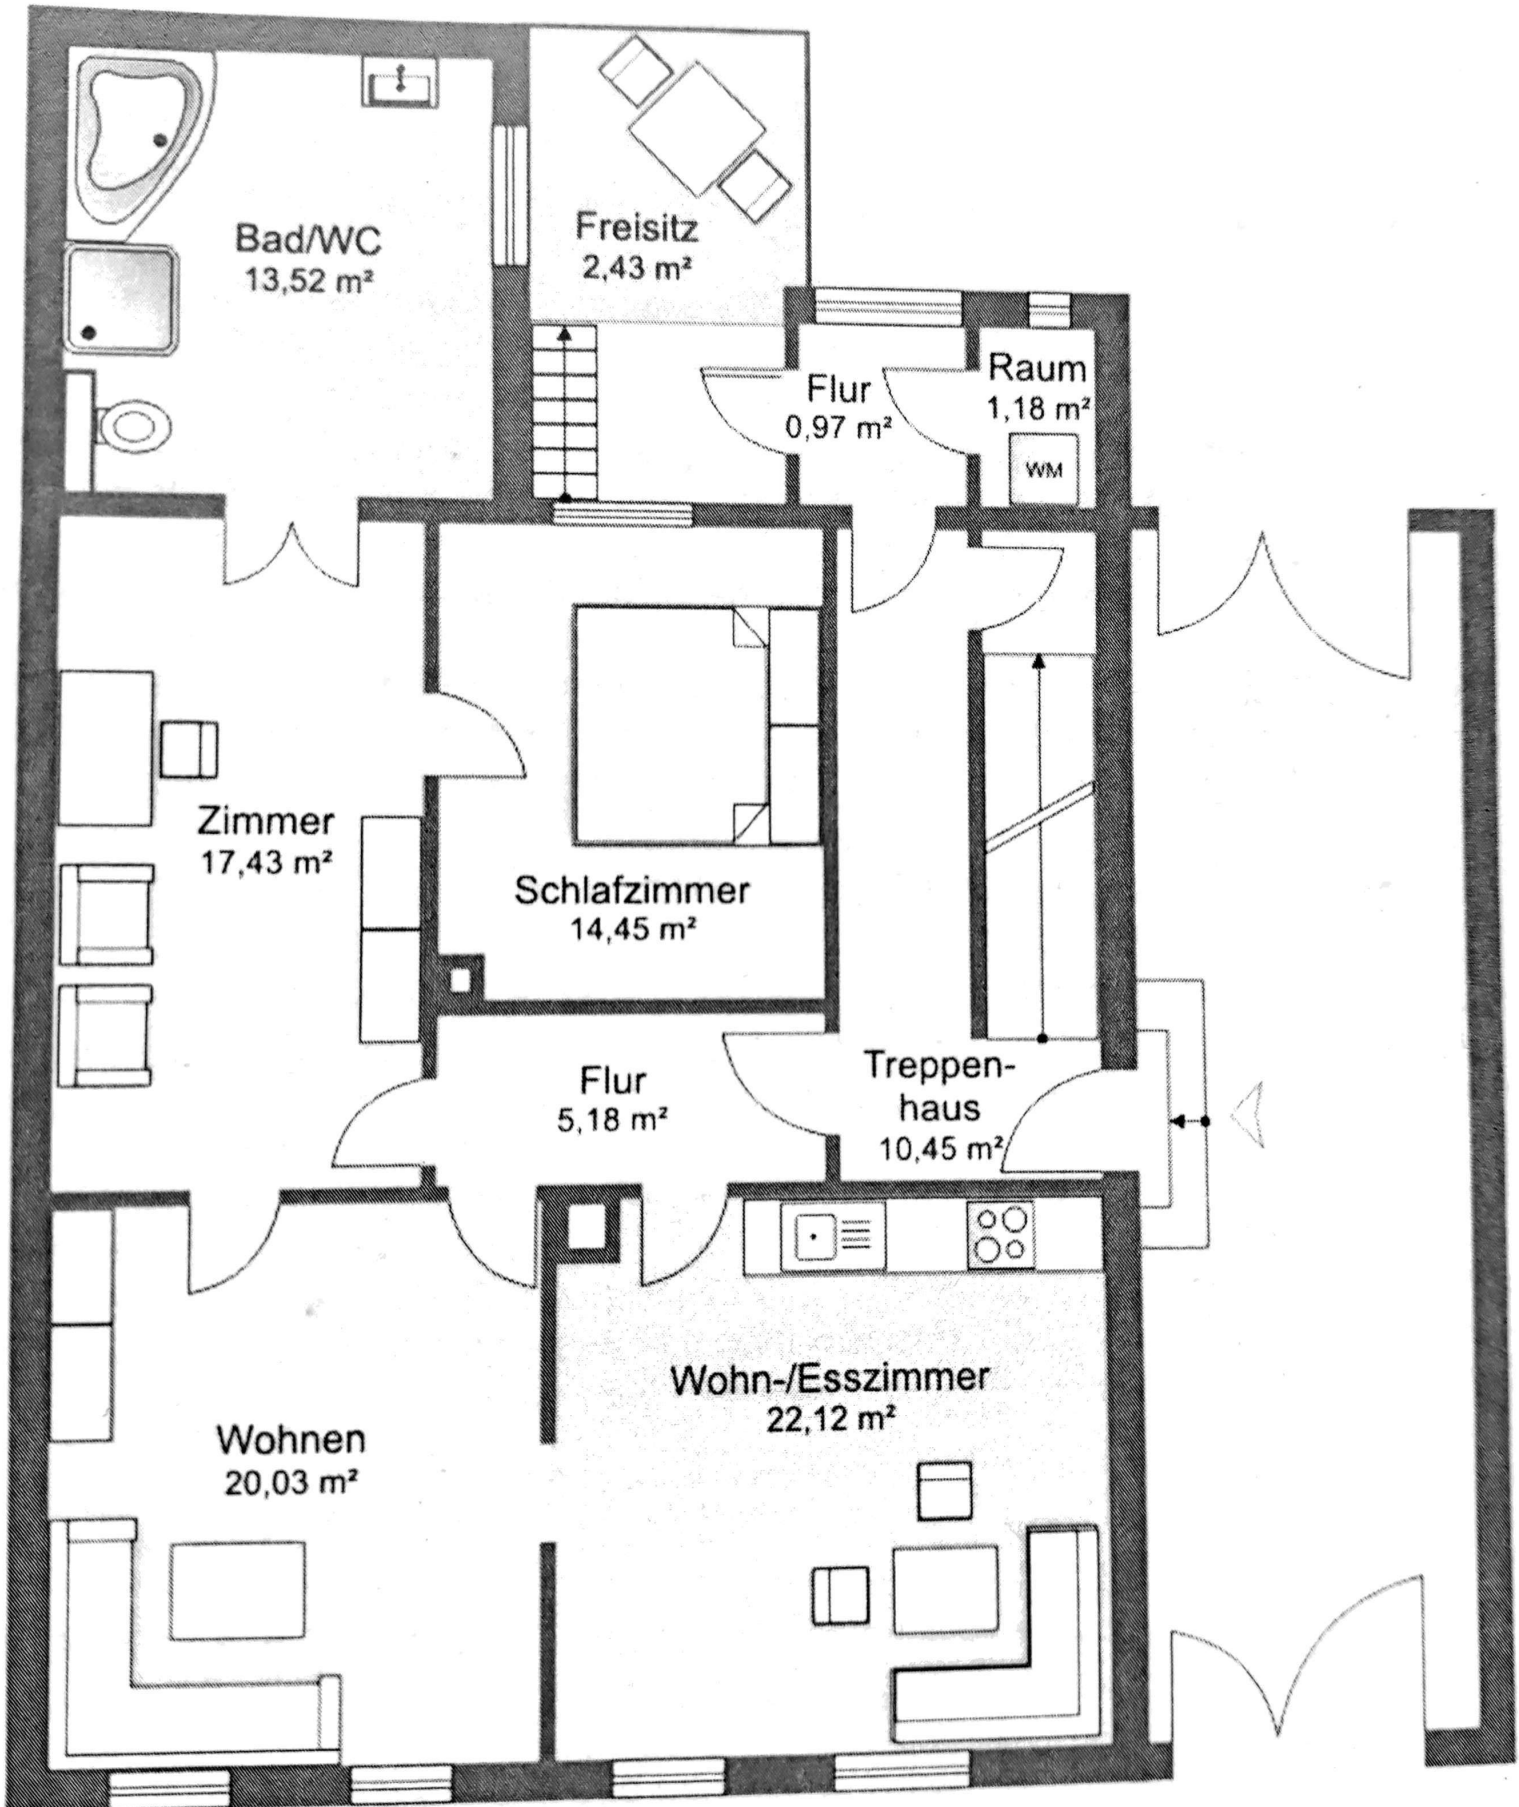 Bad/WC
13,52 m²
Freisitz
2,43 m²
Flur
0,97 m²
Raum
1,18 m²
WM
Zimmer
17,43 m²
Schlafzimmer
14,45 m²
Flur
5,18 m²
Treppen-
haus
10,45 m²
Wohnen
20,03 m²
Wohn-/Esszimmer
22,12 m²